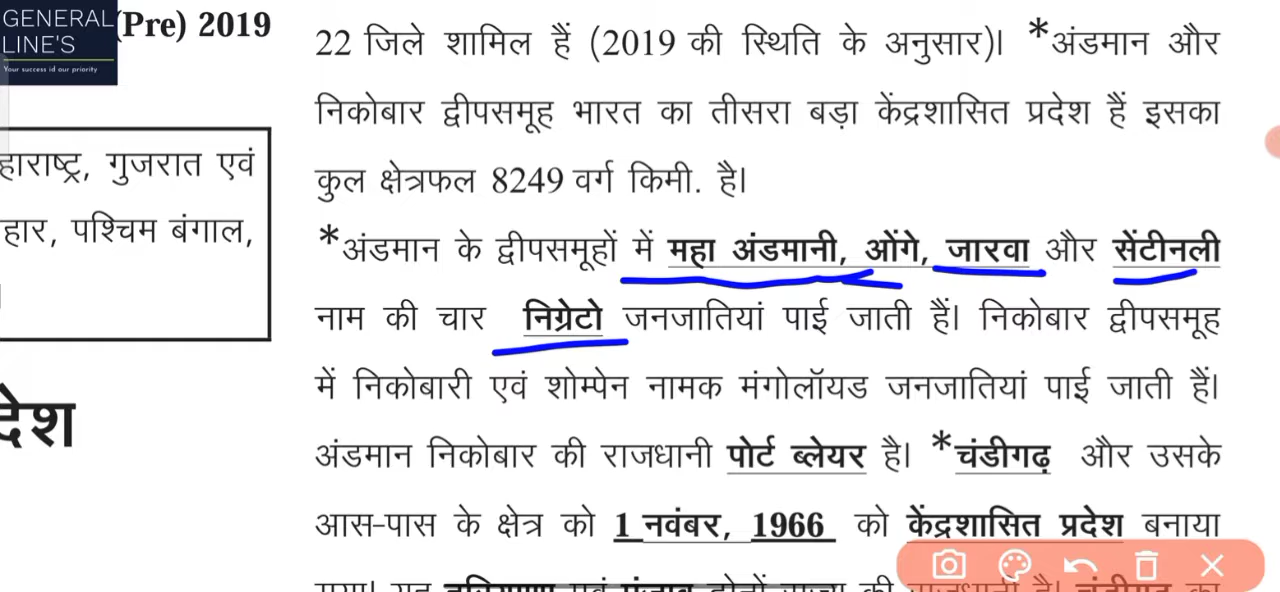 GENERAL
LINE'S
Your success id our priority
(Pre) 2019
हाराष्ट्र, गुजरात एवं
हार, पश्चिम बंगाल,
देश
22 जिले शामिल हैं (2019 की स्थिति के अनुसार)। *अंडमान और
निकोबार द्वीपसमूह भारत का तीसरा बड़ा केंद्रशासित प्रदेश हैं इसका
कुल क्षेत्रफल 8249 वर्ग किमी. है।
*अंडमान के द्वीपसमूहों में महा अंडमानी, ओंगे, जारवा और सेंटीनली
नाम की चार निग्रेटो जनजातियां पाई जाती हैं। निकोबार द्वीपसमूह
में निकोबारी एवं शोम्पेन नामक मंगोलॉयड जनजातियां पाई जाती हैं।
अंडमान निकोबार की राजधानी पोर्ट ब्लेयर है। *चंडीगढ़ और उसके
आस-पास के क्षेत्र को 1 नवंबर, 1966 को केंद्रशासित प्रदेश बनाया